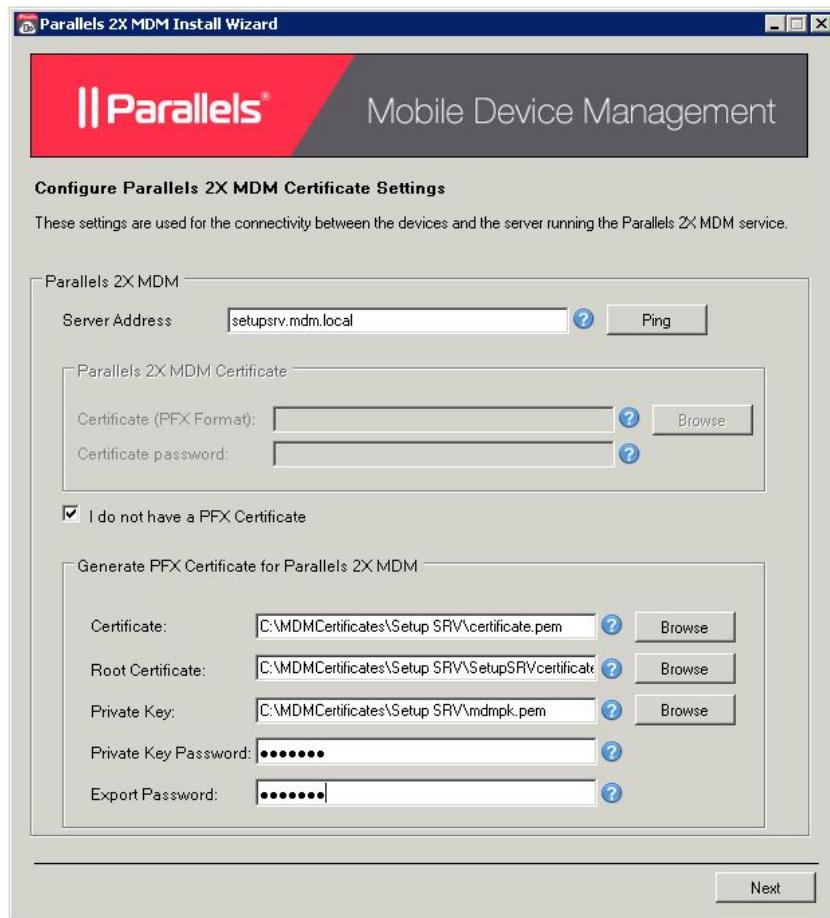 Parallels 2X MDM Install Wizard
|| Parallels® Mobile Device Management
Configure Parallels 2X MDM Certificate Settings
These settings are used for the connectivity between the devices and the server running the Parallels 2X MDM service.
Parallels 2X MDM
Server Address setupsrv.mdm.local ? Ping
Parallels 2X MDM Certificate
Certificate (PFX Format): ? Browse
Certificate password: ?
I do not have a PFX Certificate
Generate PFX Certificate for Parallels 2X MDM
Certificate: C:\MDMCertificates\Setup SRV\certificate.pem ? Browse
Root Certificate: C:\MDMCertificates\Setup SRV\SetupSRVcertificate ? Browse
Private Key: C:\MDMCertificates\Setup SRV\mdmpk.pem ? Browse
Private Key Password: ●●●●●●● ?
Export Password: ●●●●●●● ?
Next